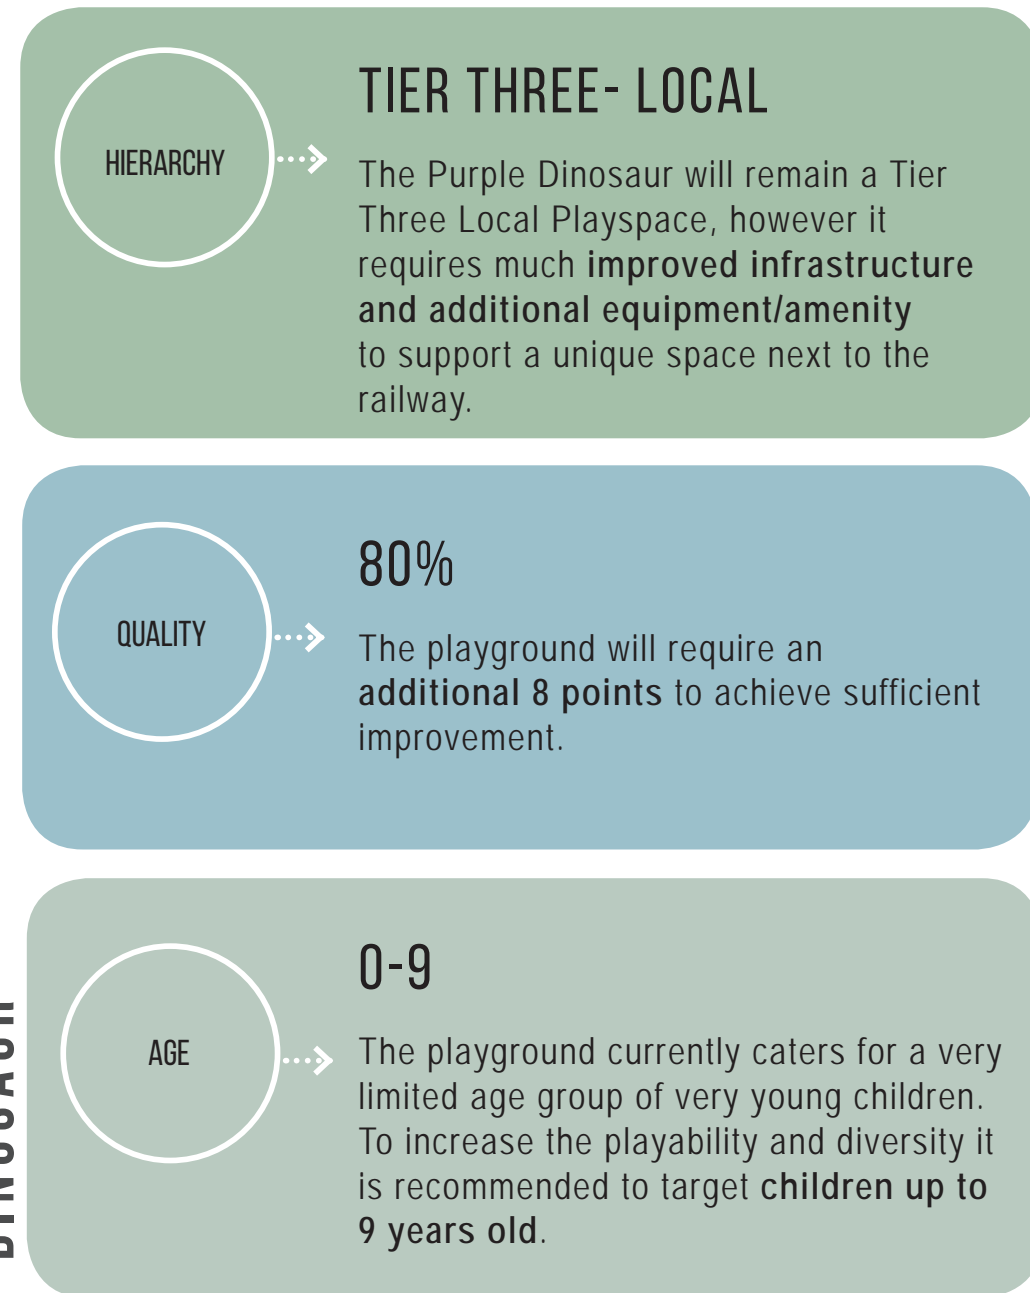 HIERARCHY
TIER THREE- LOCAL
The Purple Dinosaur will remain a Tier
Three Local Playspace, however it
requires much improved infrastructure
and additional equipment/amenity
to support a unique space next to the
railway.
QUALITY
80%
The playground will require an
additional 8 points to achieve sufficient
improvement.
AGE
0-9
The playground currently caters for a very
limited age group of very young children.
To increase the playability and diversity it
is recommended to target children up to
9 years old.